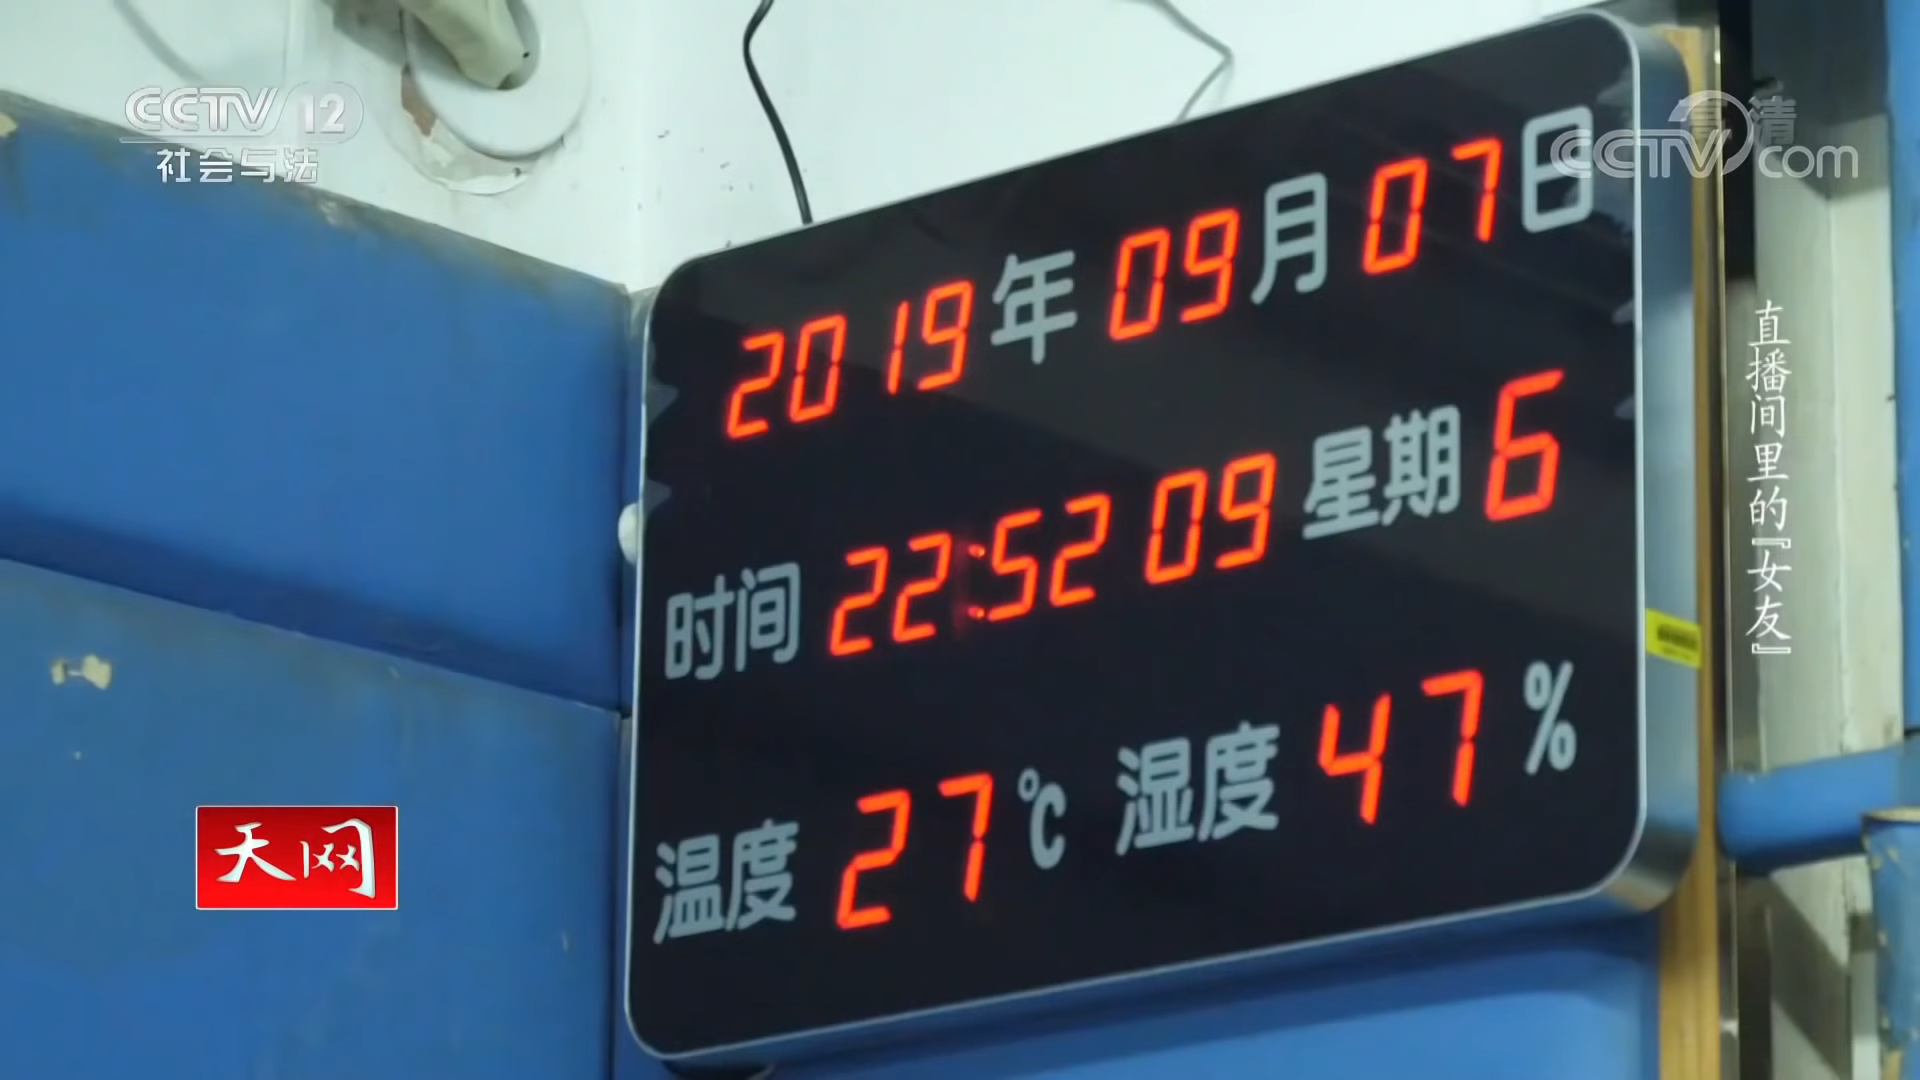 CCTV 12
社会与法
高清
CCTV com
2019年 09月 07日
时间 22:52 09 星期 6
温度 27℃ 湿度 47%
直播间里的『女友』
天网